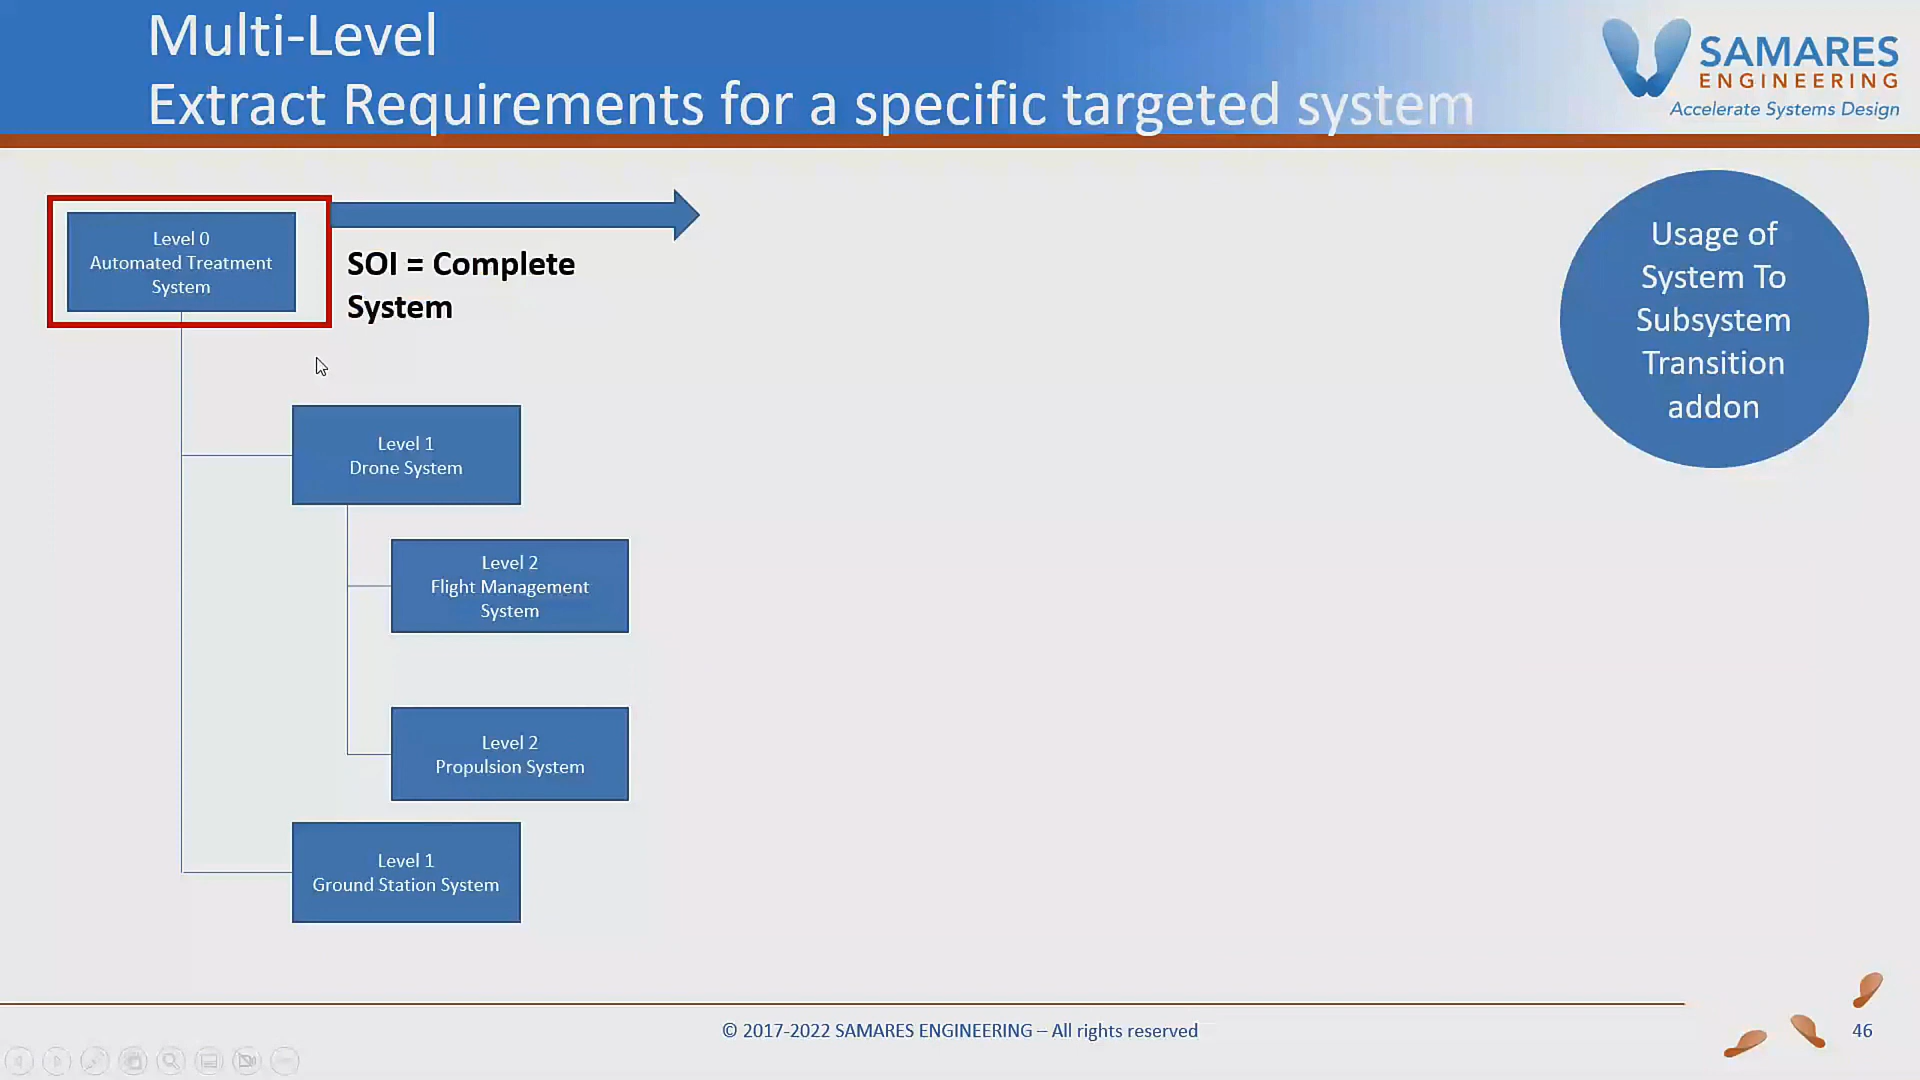 Multi-Level
Extract Requirements for a specific targeted system
SAMARES
ENGINEERING
Accelerate Systems Design
Level 0
Automated Treatment
System
SOI = Complete
System
Usage of
System To
Subsystem
Transition
addon
Level 1
Drone System
Level 2
Flight Management
System
Level 2
Propulsion System
Level 1
Ground Station System
© 2017-2022 SAMARES ENGINEERING – All rights reserved
46